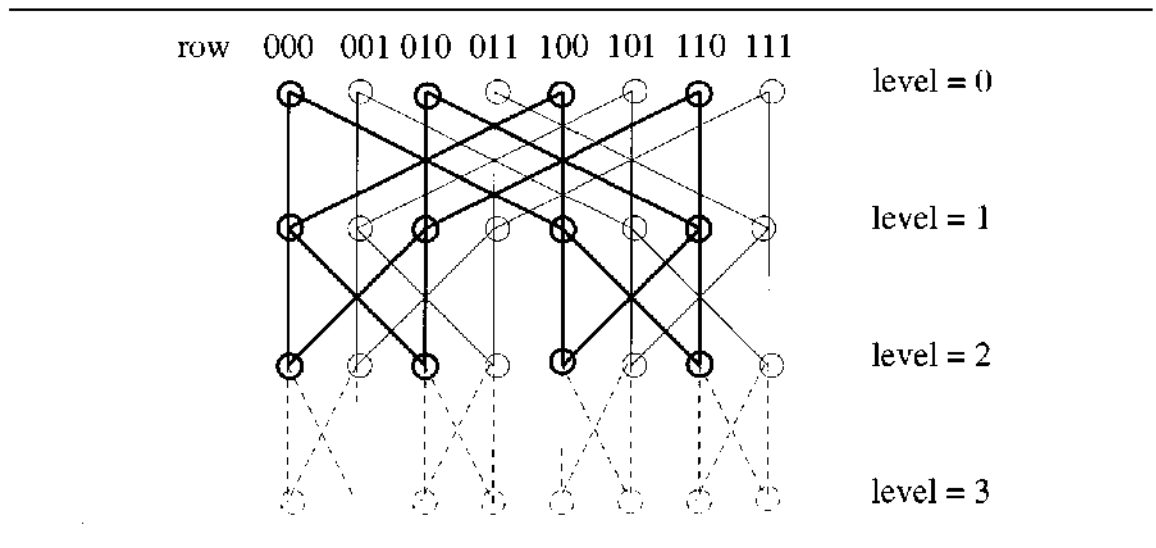 row 000 001 010 011 100 101 110 111
level = 0
level = 1
level = 2
level = 3